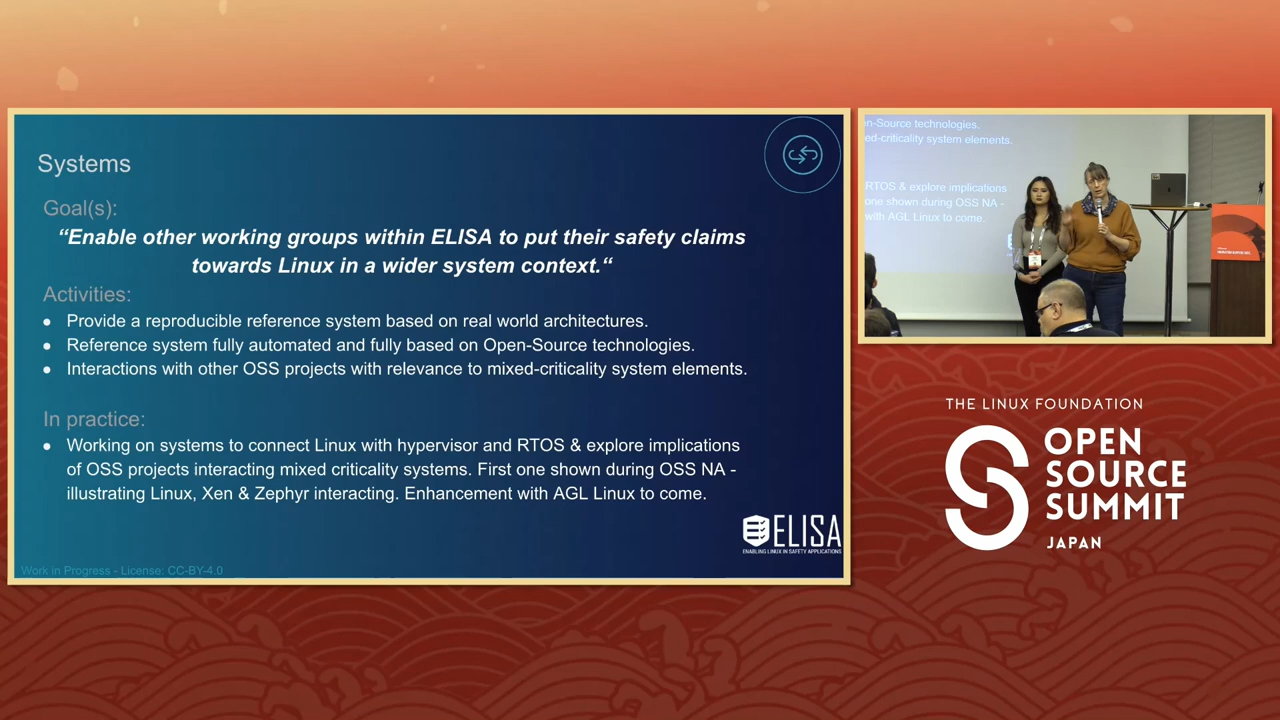 Systems
Goal(s):
“Enable other working groups within ELISA to put their safety claims
towards Linux in a wider system context.“
Activities:
● Provide a reproducible reference system based on real world architectures.
● Reference system fully automated and fully based on Open-Source technologies.
● Interactions with other OSS projects with relevance to mixed-criticality system elements.
In practice:
● Working on systems to connect Linux with hypervisor and RTOS & explore implications
of OSS projects interacting mixed criticality systems. First one shown during OSS NA -
illustrating Linux, Xen & Zephyr interacting. Enhancement with AGL Linux to come.
ELISA
ENABLING LINUX IN SAFETY APPLICATIONS
Work in Progress - License: CC-BY-4.0
n-Source technologies.
ed-criticality system elements.
RTOS & explore implications
one shown during OSS NA -
with AGL Linux to come.
THE LINUX FOUNDATION
OPEN
SOURCE
SUMMIT
JAPAN